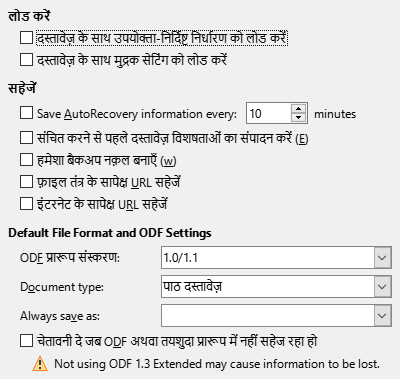 लोड करें
दस्तावेज़ के साथ उपयोक्ता-निर्दिष्ट निर्धारण को लोड करें
दस्तावेज़ के साथ मुद्रक सेटिंग को लोड करें
सहेजें
Save AutoRecovery information every: 10 minutes
संचित करने से पहले दस्तावेज़ विशषताओं का संपादन करें (E)
हमेशा बैकअप नक़ल बनाएँ (w)
फ़ाइल तंत्र के सापेक्ष URL सहेजें
इंटरनेट के सापेक्ष URL सहेजें
Default File Format and ODF Settings
ODF प्रारूप संस्करण: 1.0/1.1
Document type: पाठ दस्तावेज़
Always save as:
चेतावनी दे जब ODF अथवा तयशुदा प्रारूप में नहीं सहेज रहा हो
Not using ODF 1.3 Extended may cause information to be lost.